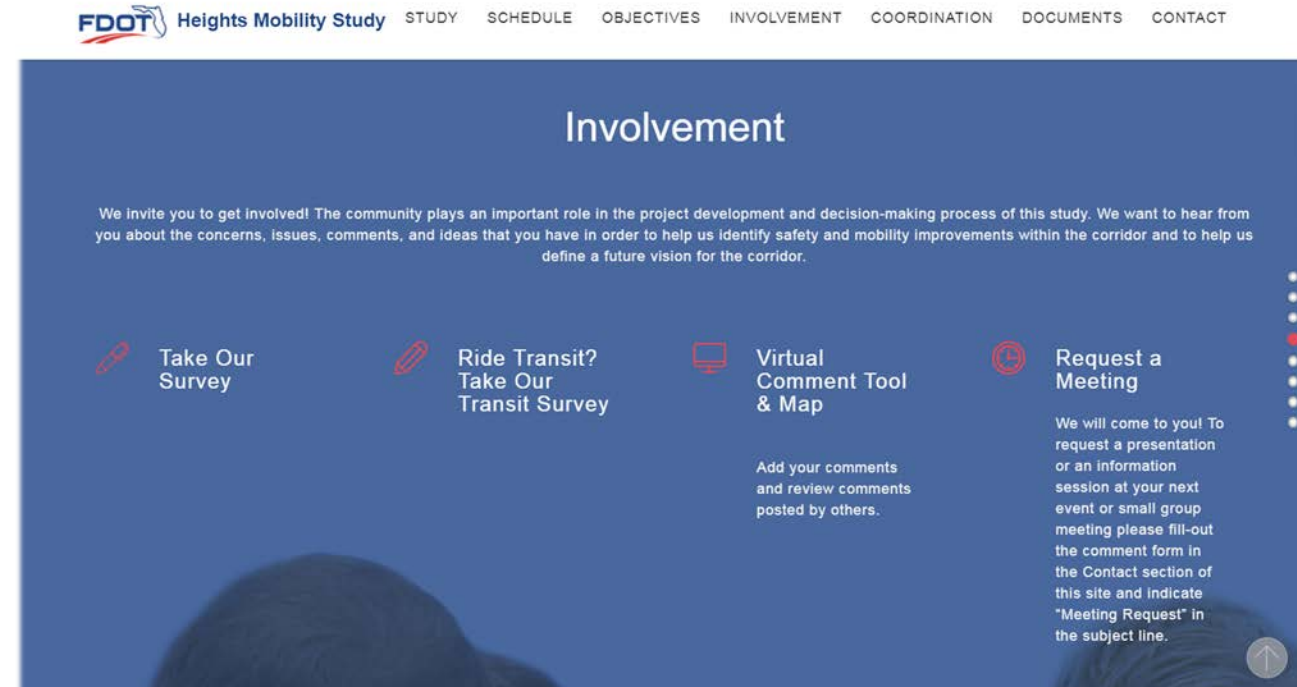 FDOT Heights Mobility Study STUDY SCHEDULE OBJECTIVES INVOLVEMENT COORDINATION DOCUMENTS CONTACT
Involvement
We invite you to get involved! The community plays an important role in the project development and decision-making process of this study. We want to hear from
you about the concerns, issues, comments, and ideas that you have in order to help us identify safety and mobility improvements within the corridor and to help us
define a future vision for the corridor.
Take Our
Survey
Ride Transit?
Take Our
Transit Survey
Virtual
Comment Tool
& Map
Add your comments
and review comments
posted by others.
Request a
Meeting
We will come to you! To
request a presentation
or an information
session at your next
event or small group
meeting please fill-out
the comment form in
the Contact section of
this site and indicate
"Meeting Request" in
the subject line.